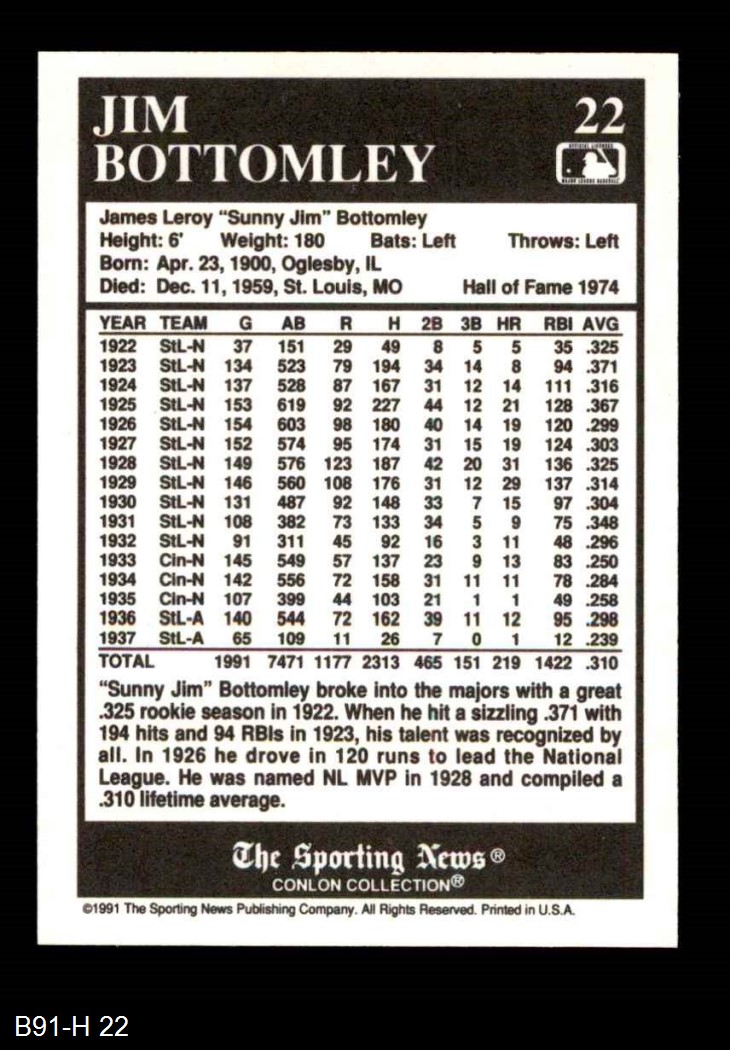 JIM
22
BOTTOMLEY
OFFICIAL LICENSEE
MAJOR LEAGUE BASEBALL
James Leroy “Sunny Jim” Bottomley
Height: 6' Weight: 180 Bats: Left Throws: Left
Born: Apr. 23, 1900, Oglesby, IL
Died: Dec. 11, 1959, St. Louis, MO Hall of Fame 1974
YEAR TEAM G AB R H 2B 3B HR RBI AVG
1922 StL-N 37 151 29 49 8 5 5 35 .325
1923 StL-N 134 523 79 194 34 14 8 94 .371
1924 StL-N 137 528 87 167 31 12 14 111 .316
1925 StL-N 153 619 92 227 44 12 21 128 .367
1926 StL-N 154 603 98 180 40 14 19 120 .299
1927 StL-N 152 574 95 174 31 15 19 124 .303
1928 StL-N 149 576 123 187 42 20 31 136 .325
1929 StL-N 146 560 108 176 31 12 29 137 .314
1930 StL-N 131 487 92 148 33 7 15 97 .304
1931 StL-N 108 382 73 133 34 5 9 75 .348
1932 StL-N 91 311 45 92 16 3 11 48 .296
1933 Cin-N 145 549 57 137 23 9 13 83 .250
1934 Cin-N 142 556 72 158 31 11 11 78 .284
1935 Cin-N 107 399 44 103 21 1 1 49 .258
1936 StL-A 140 544 72 162 39 11 12 95 .298
1937 StL-A 65 109 11 26 7 0 1 12 .239
TOTAL 1991 7471 1177 2313 465 151 219 1422 .310
“Sunny Jim” Bottomley broke into the majors with a great
.325 rookie season in 1922. When he hit a sizzling .371 with
194 hits and 94 RBIs in 1923, his talent was recognized by
all. In 1926 he drove in 120 runs to lead the National
League. He was named NL MVP in 1928 and compiled a
.310 lifetime average.
The Sporting News®
CONLON COLLECTION®
©1991 The Sporting News Publishing Company. All Rights Reserved. Printed in U.S.A.
B91-H 22